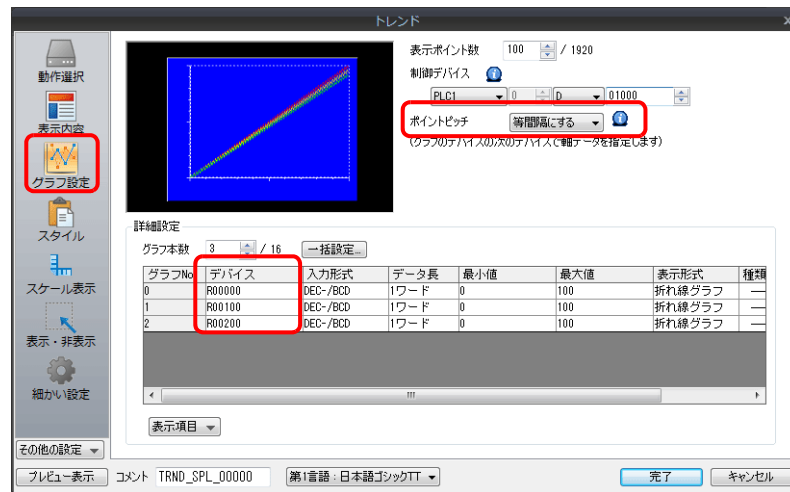 トレンド
動作選択
表示内容
グラフ設定
スタイル
スケール表示
表示・非表示
細かい設定
その他の設定
表示ポイント数 100 / 1920
制御デバイス
PLC1 0 D 01000
ポイントピッチ 等間隔にする
(グラフのデバイスの次のデバイスで軸データを指定します)
詳細設定
グラフ本数 3 / 16 一括設定...
グラフNo デバイス 入力形式 データ長 最小値 最大値 表示形式 種類
0 R00000 DEC-/BCD 1ワード 0 100 折れ線グラフ —
1 R00100 DEC-/BCD 1ワード 0 100 折れ線グラフ —
2 R00200 DEC-/BCD 1ワード 0 100 折れ線グラフ —
表示項目
プレビュー表示 コメント TRND_SPL_00000 第1言語:日本語ゴシックTT 完了 キャンセル